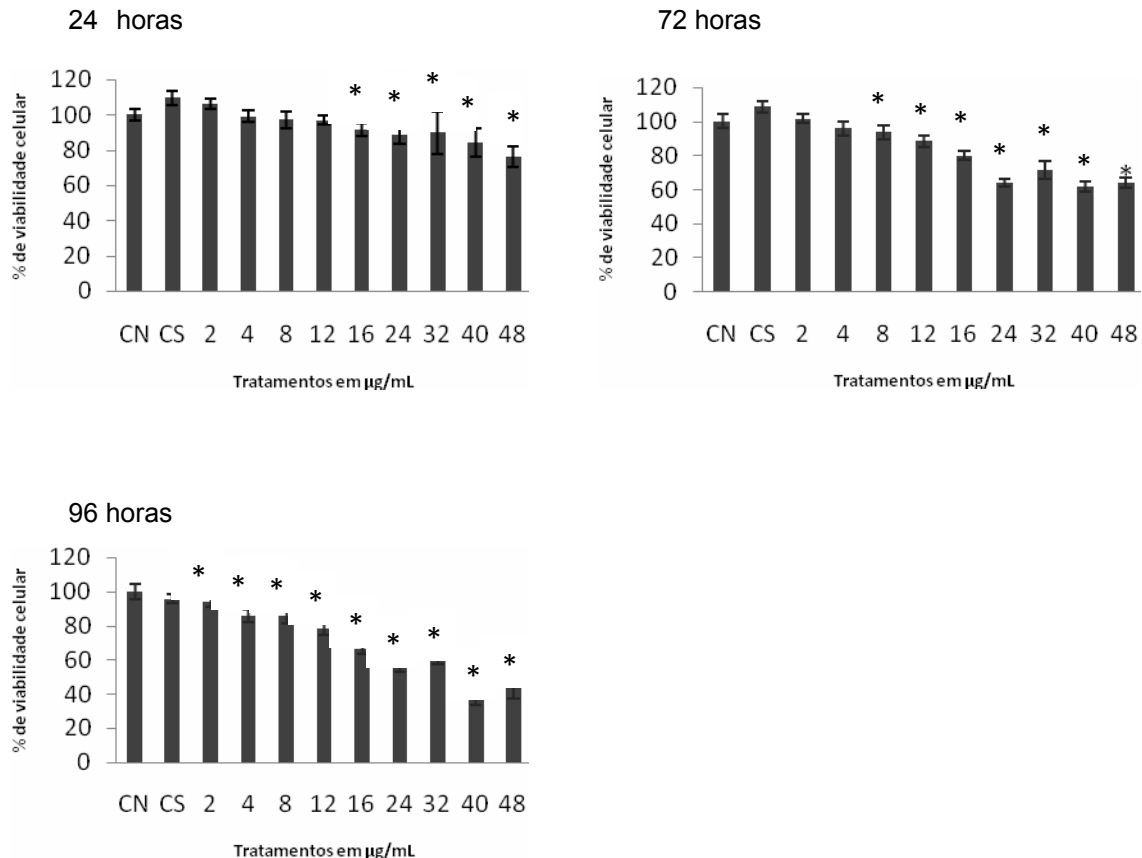 24 horas
% de viabilidade celular
120
100
80
60
40
20
0
* * * * *
CN CS 2 4 8 12 16 24 32 40 48
Tratamentos em µg/mL
72 horas
% de viabilidade celular
120
100
80
60
40
20
0
* * * * * * *
CN CS 2 4 8 12 16 24 32 40 48
Tratamentos em µg/mL
96 horas
% de viabilidade celular
120
100
80
60
40
20
0
* * * * * * * * *
CN CS 2 4 8 12 16 24 32 40 48
Tratamentos em µg/mL